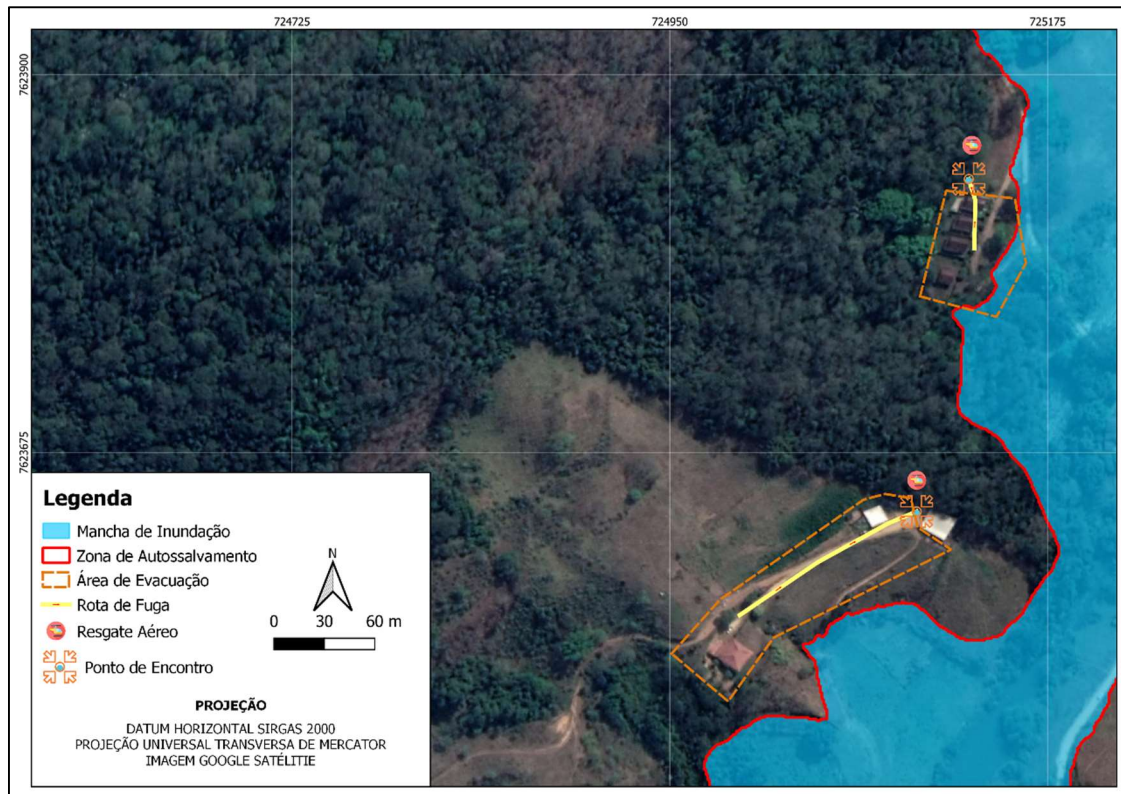 724725
724950
725175
7623900
7623675
Legenda
Mancha de Inundação
Zona de Autossalvamento
Área de Evacuação
Rota de Fuga
Resgate Aéreo
Ponto de Encontro
N
0 30 60 m
PROJEÇÃO
DATUM HORIZONTAL SIRGAS 2000
PROJEÇÃO UNIVERSAL TRANSVERSA DE MERCATOR
IMAGEM GOOGLE SATÉLITIE